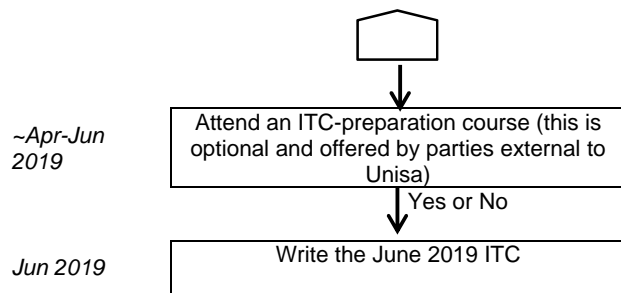 ~Apr-Jun
2019
Attend an ITC-preparation course (this is
optional and offered by parties external to
Unisa)
Yes or No
Jun 2019
Write the June 2019 ITC